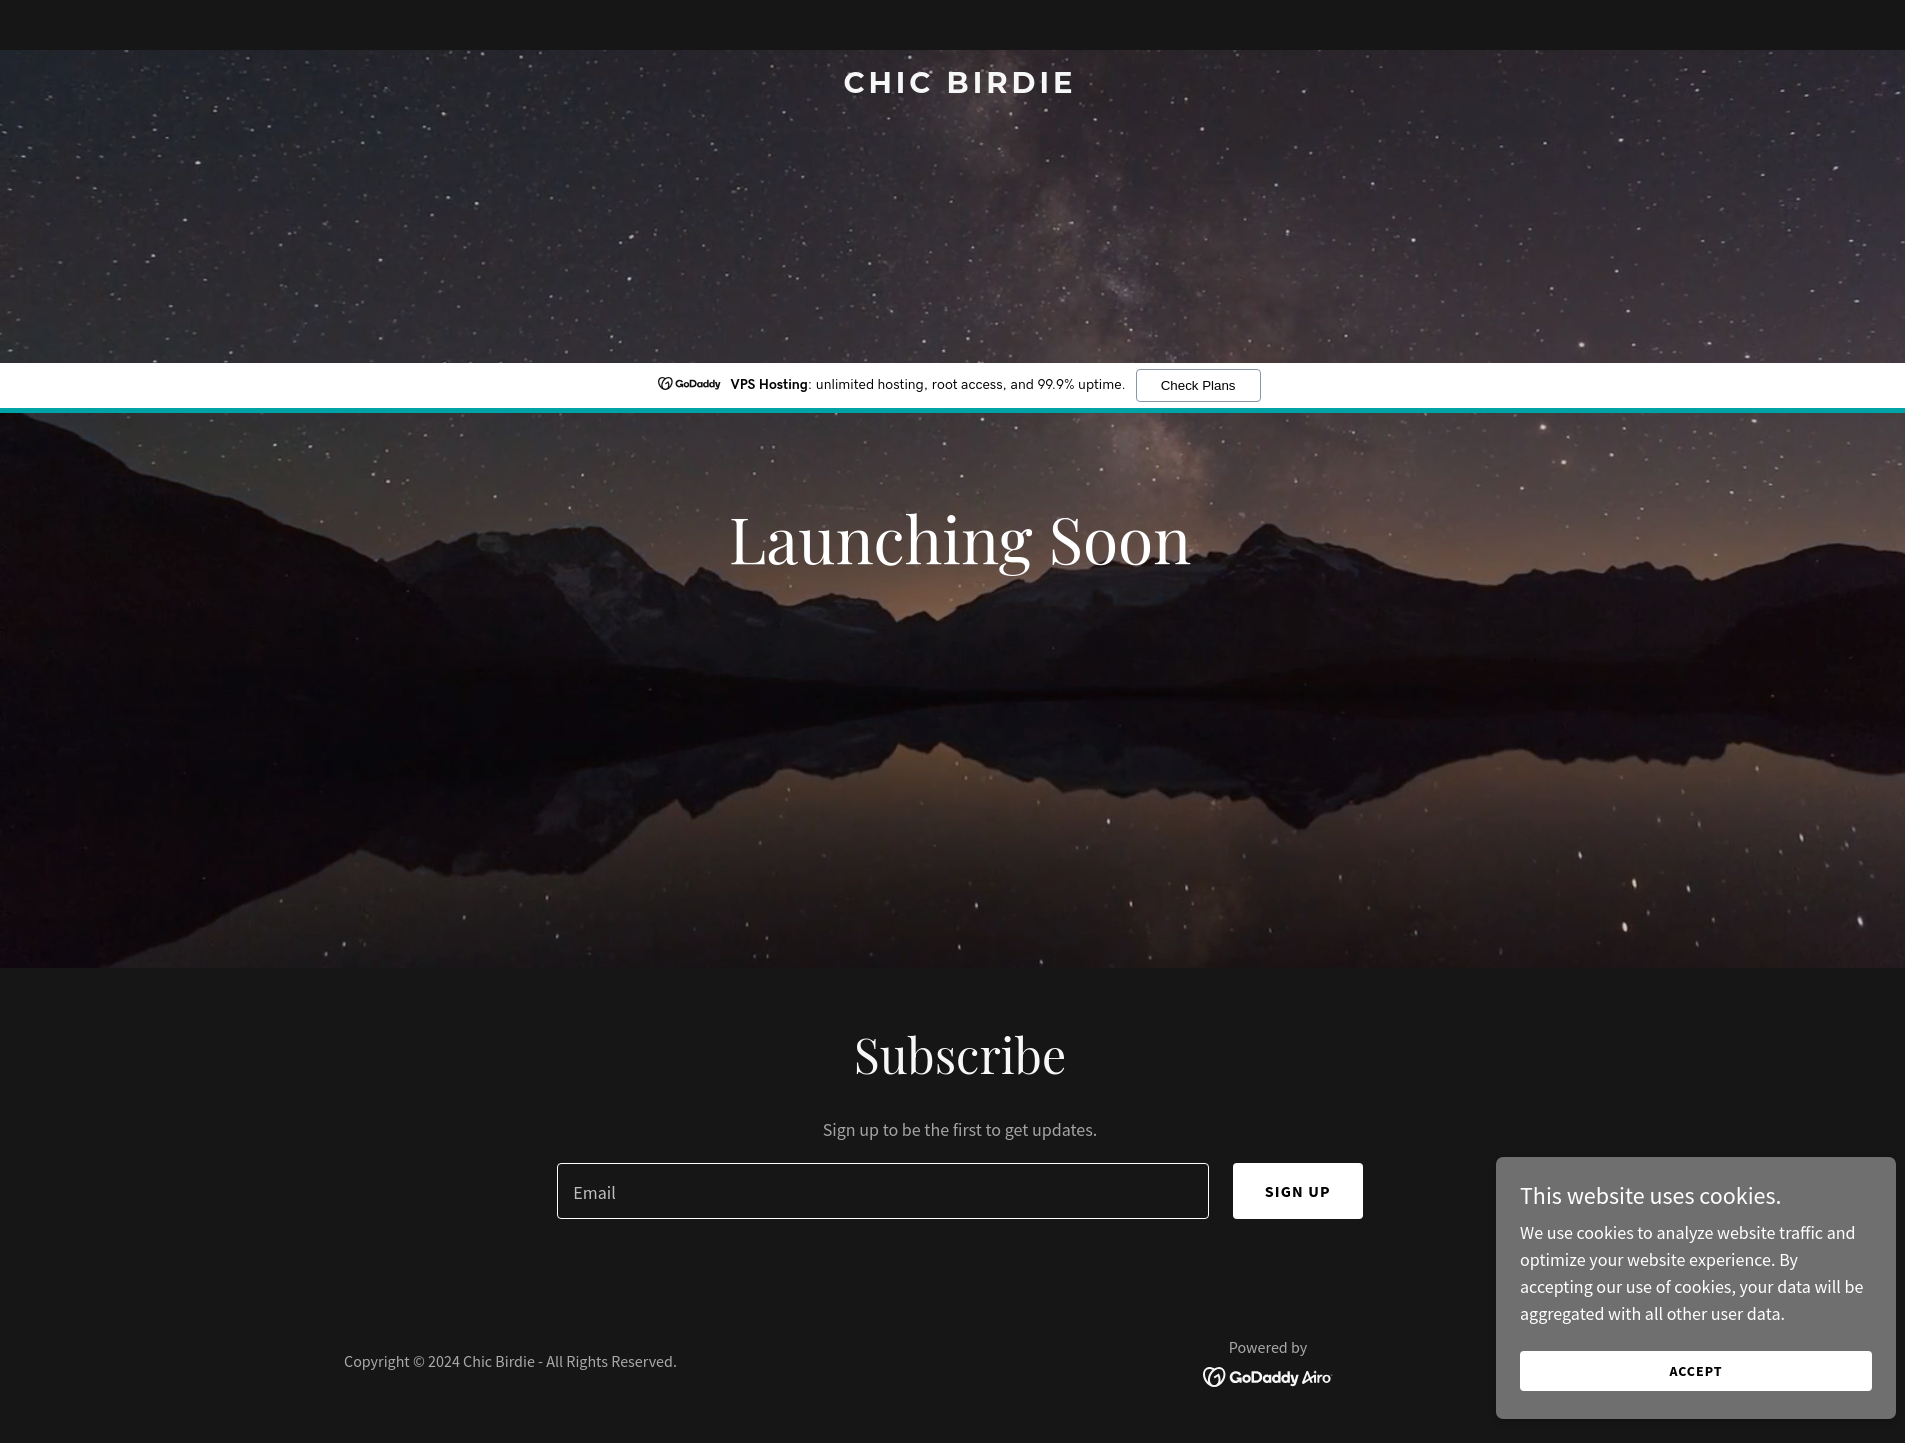 CHIC BIRDIE
GoDaddy VPS Hosting: unlimited hosting, root access, and 99.9% uptime. Check Plans
Launching Soon
Subscribe
Sign up to be the first to get updates.
Email
SIGN UP
This website uses cookies.
We use cookies to analyze website traffic and
optimize your website experience. By
accepting our use of cookies, your data will be
aggregated with all other user data.
ACCEPT
Copyright © 2024 Chic Birdie - All Rights Reserved.
Powered by
GoDaddy Airo